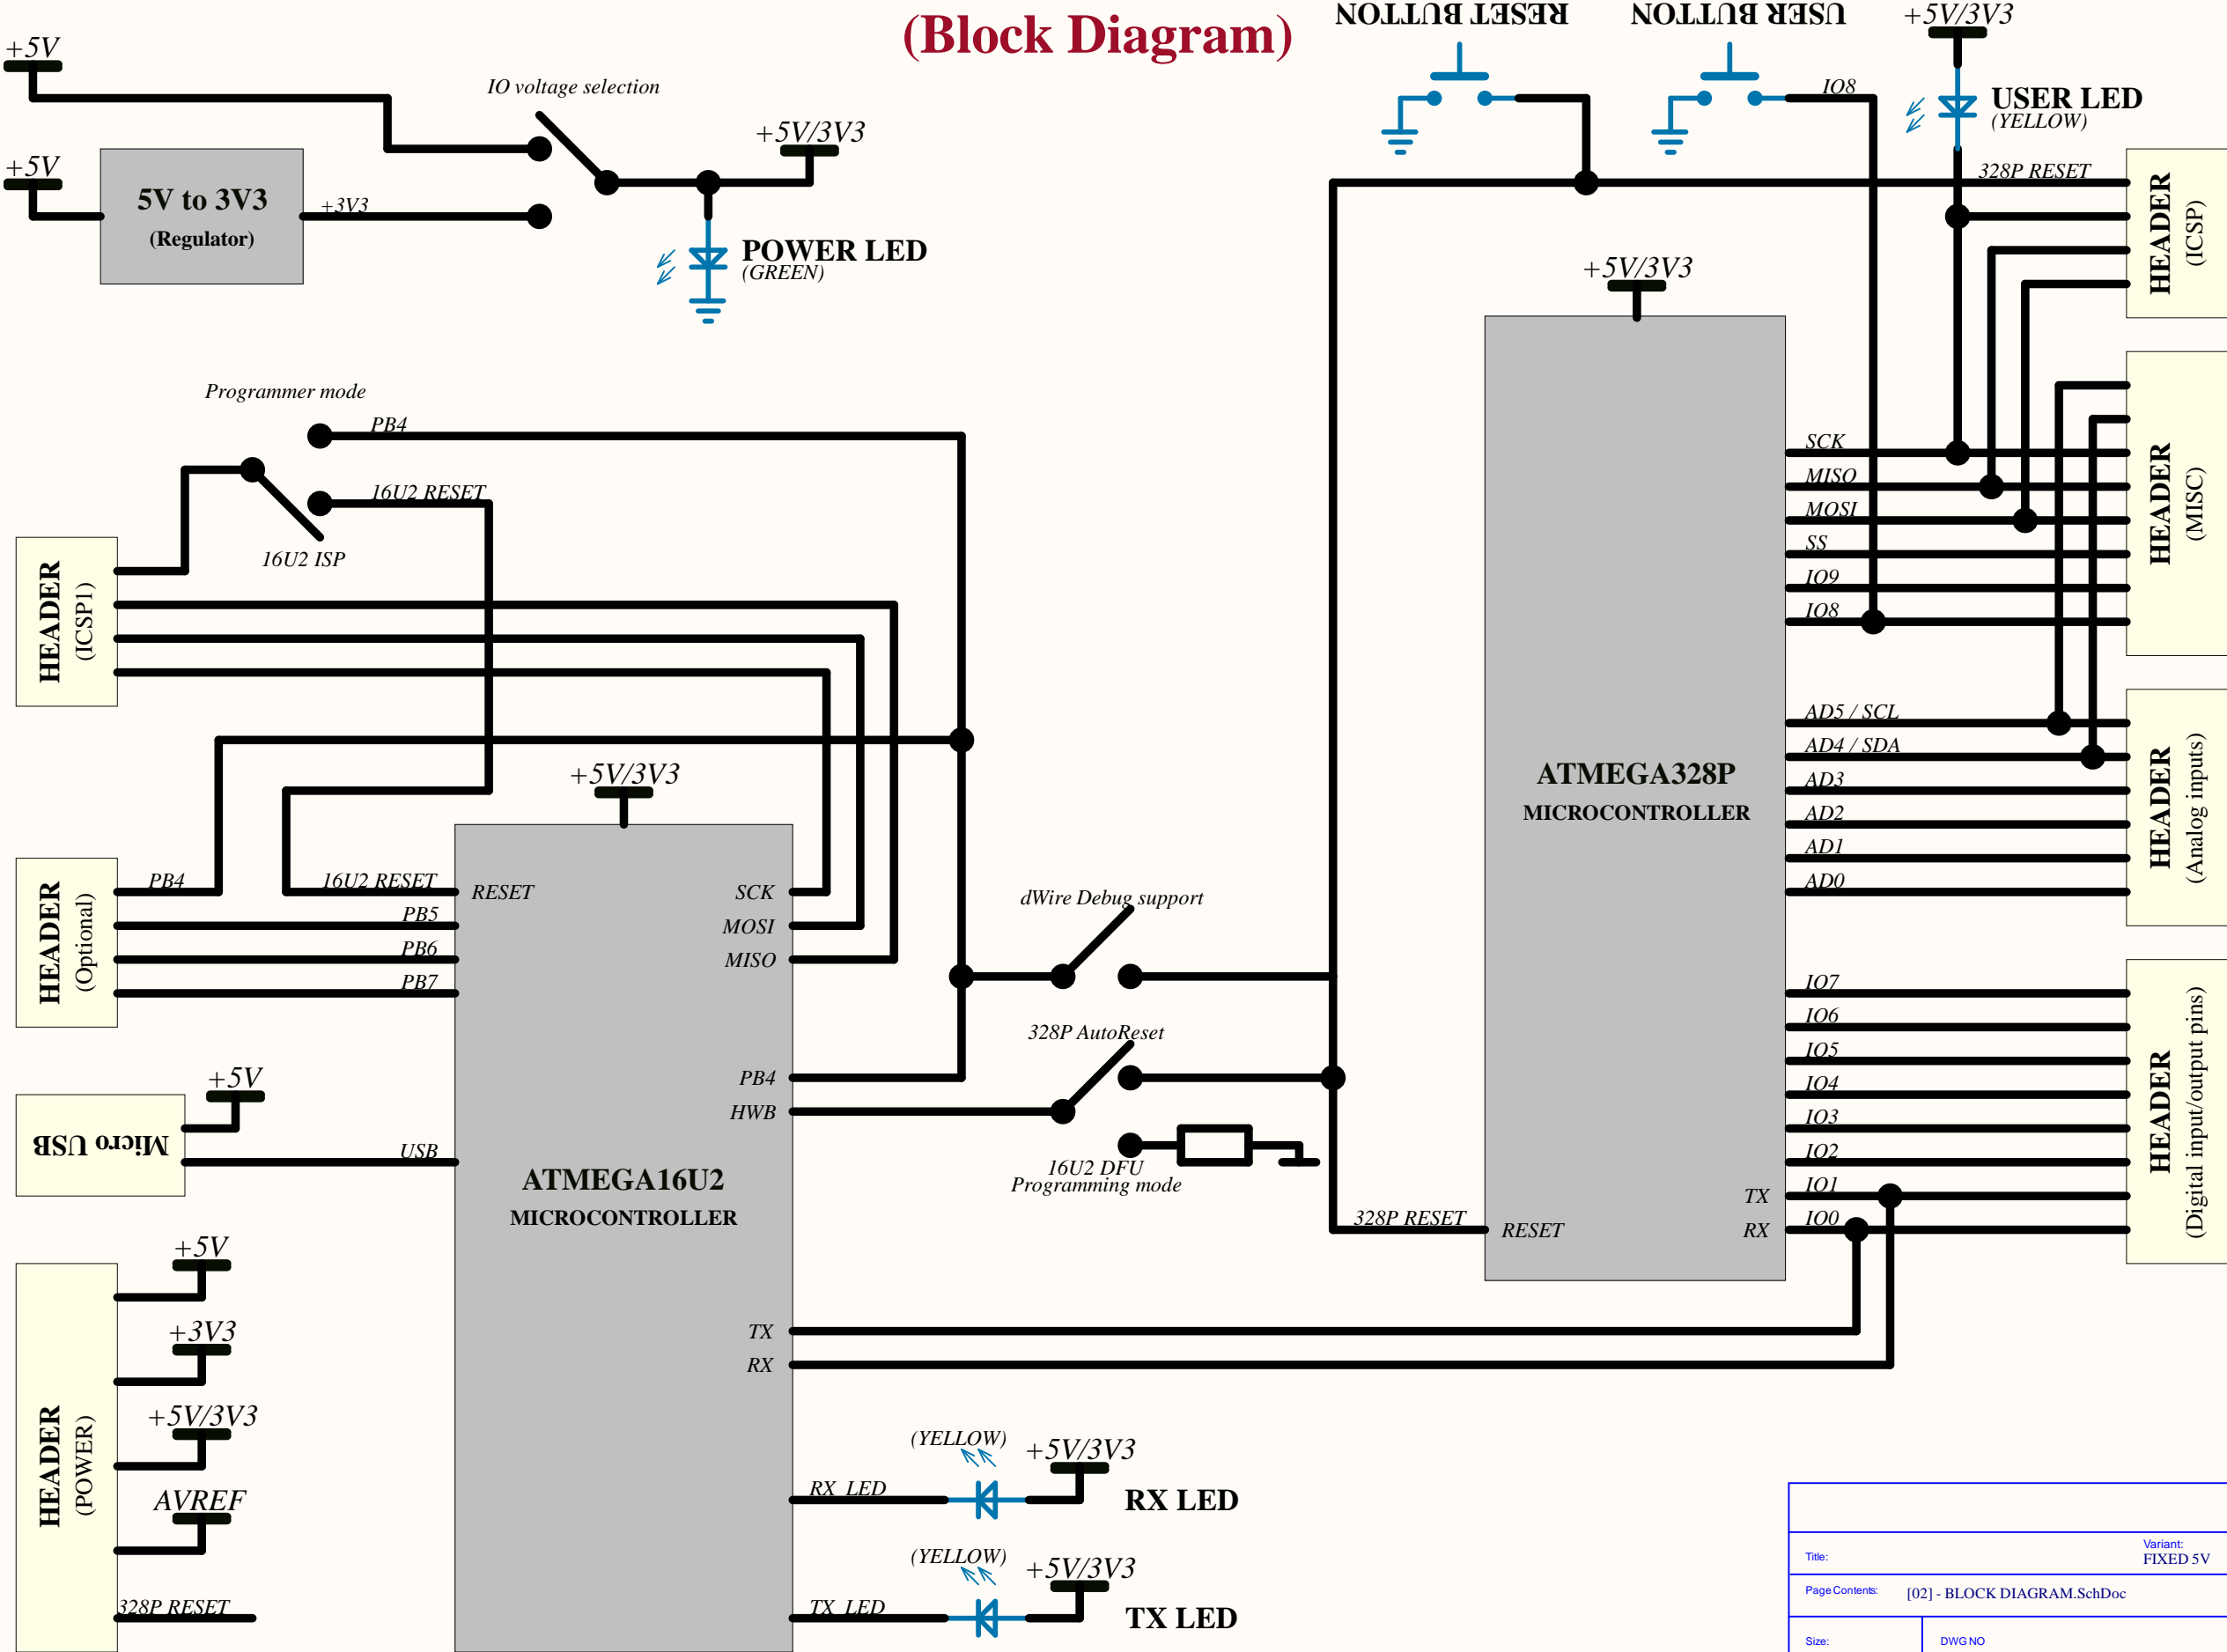 (Block Diagram)
RESET BUTTON
USER BUTTON
+5V/3V3
+5V
IO voltage selection
IO8
USER LED
(YELLOW)
+5V/3V3
+5V
5V to 3V3
(Regulator)
+3V3
POWER LED
(GREEN)
328P RESET
HEADER
(ICSP)
+5V/3V3
Programmer mode
PB4
16U2 RESET
16U2 ISP
HEADER
(ICSP1)
SCK
MISO
MOSI
SS
IO9
IO8
HEADER
(MISC)
ATMEGA328P
MICROCONTROLLER
AD5 / SCL
AD4 / SDA
AD3
AD2
AD1
AD0
HEADER
(Analog inputs)
+5V/3V3
HEADER
(Optional)
PB4
16U2 RESET
RESET
PB5
PB6
PB7
SCK
MOSI
MISO
dWire Debug support
328P AutoReset
PB4
HWB
16U2 DFU
Programming mode
IO7
IO6
IO5
IO4
IO3
IO2
TX
IO1
RX
IO0
HEADER
(Digital input/output pins)
328P RESET
RESET
Micro USB
+5V
USB
ATMEGA16U2
MICROCONTROLLER
HEADER
(POWER)
+5V
+3V3
+5V/3V3
AVREF
328P RESET
TX
RX
(YELLOW)
+5V/3V3
RX LED
RX LED
(YELLOW)
+5V/3V3
TX LED
TX LED
Title:
Variant:
FIXED 5V
Page Contents:
[02] - BLOCK DIAGRAM.SchDoc
Size:
DWG NO